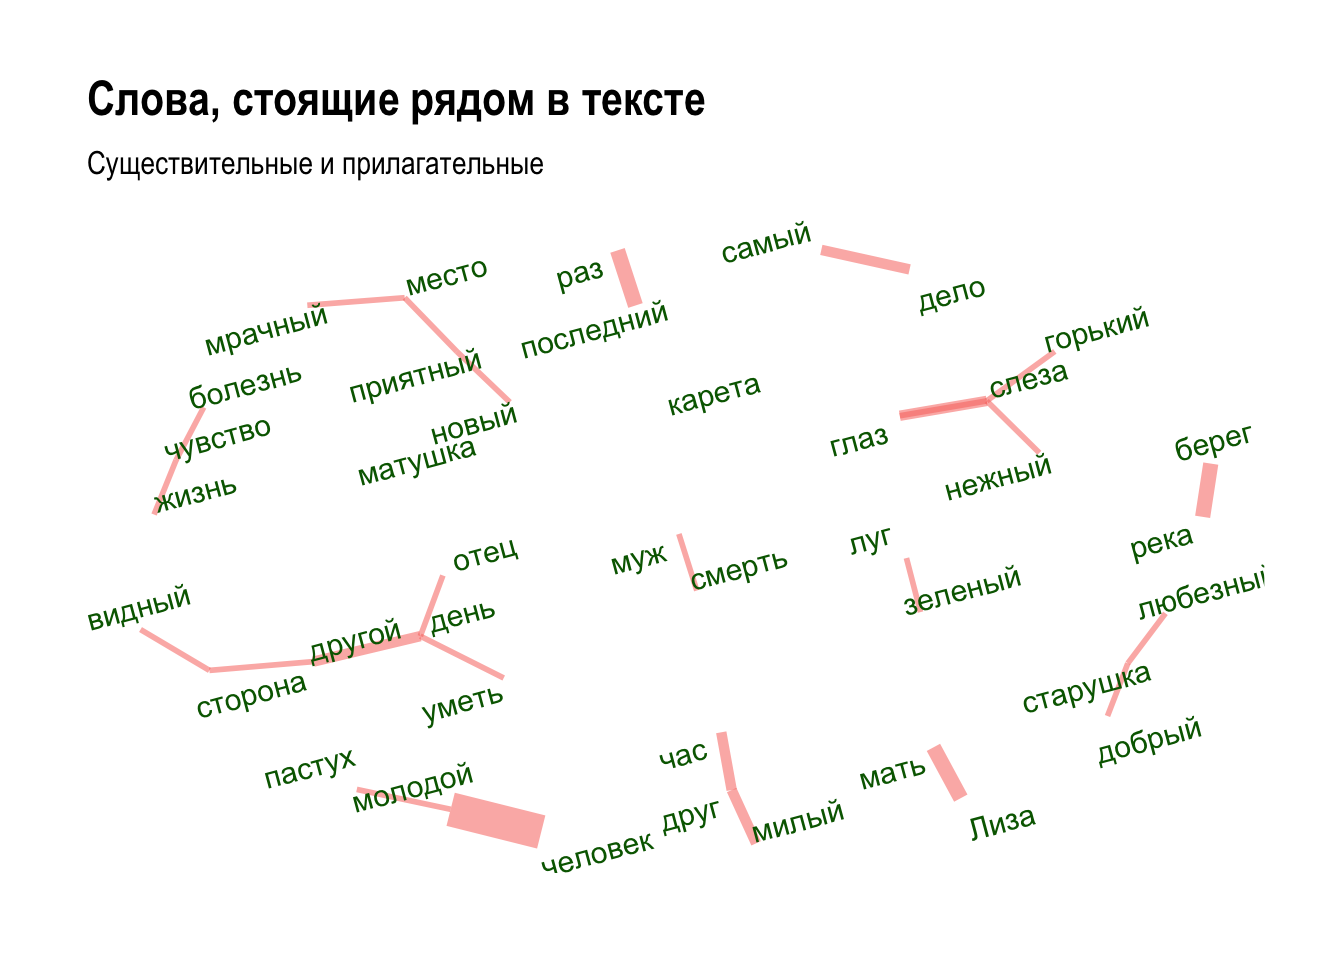 Слова, стоящие рядом в тексте
Существительные и прилагательные
самый
место
раз
дело
мрачный
последний
горький
болезнь
приятный
карета
слеза
чувство
новый
глаз
берег
матушка
жизнь
нежный
отец
муж
смерть
луг
река
видный
день
зеленый
любезный
другой
сторона
уметь
старушка
добрый
пастух
молодой
час
мать
друг
милый
Лиза
человек